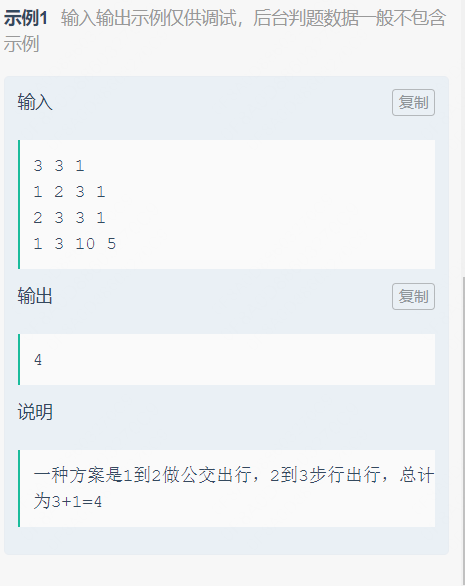 示例1 输入输出示例仅供调试，后台判题数据一般不包含
示例
输入
复制
3 3 1
1 2 3 1
2 3 3 1
1 3 10 5
输出
复制
4
说明
一种方案是1到2做公交出行，2到3步行出行，总计
为3+1=4